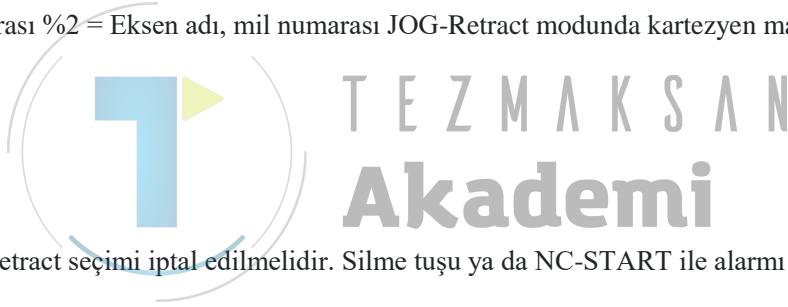 rası %2 = Eksen adı, mil numarası JOG-Retract modunda kartezyen ma
TEZMAKSAN
Akademi
etract seçimi iptal edilmelidir. Silme tuşu ya da NC-START ile alarmı